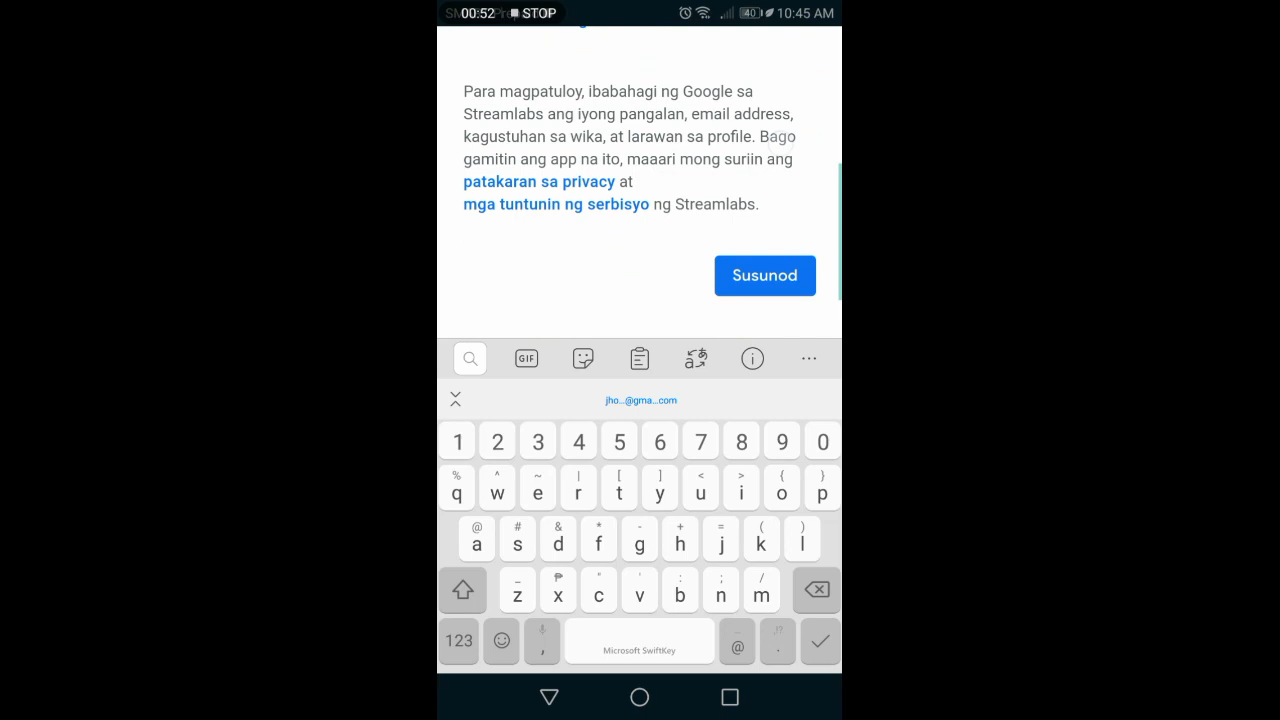 00:52 STOP
40 10:45 AM
Para magpatuloy, ibabahagi ng Google sa
Streamlabs ang iyong pangalan, email address,
kagustuhan sa wika, at larawan sa profile. Bago
gamitin ang app na ito, maaari mong suriin ang
patakaran sa privacy at
mga tuntunin ng serbisyo ng Streamlabs.
Susunod
GIF
jho...@gma...com
1 2 3 4 5 6 7 8 9 0
% ^ ~ | [ ] < > { }
q w e r t y u i o p
@ # & * - + = ( )
a s d f g h j k l
_ ₱ " ' : ; /
z x c v b n m
123 , Microsoft SwiftKey @ .